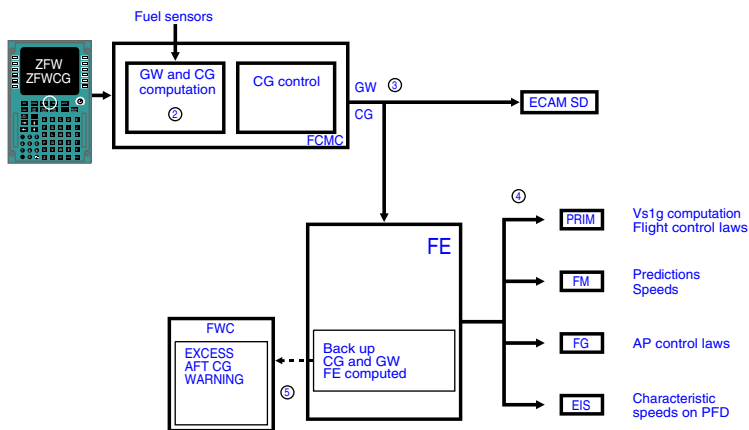 Fuel sensors
ZFW
ZFWCG
GW and CG
computation
②
CG control
FCMC
GW
③
CG
ECAM SD
④
FE
PRIM
Vs1g computation
Flight control laws
FM
Predictions
Speeds
FWC
EXCESS
AFT CG
WARNING
⑤
Back up
CG and GW
FE computed
FG
AP control laws
EIS
Characteristic
speeds on PFD